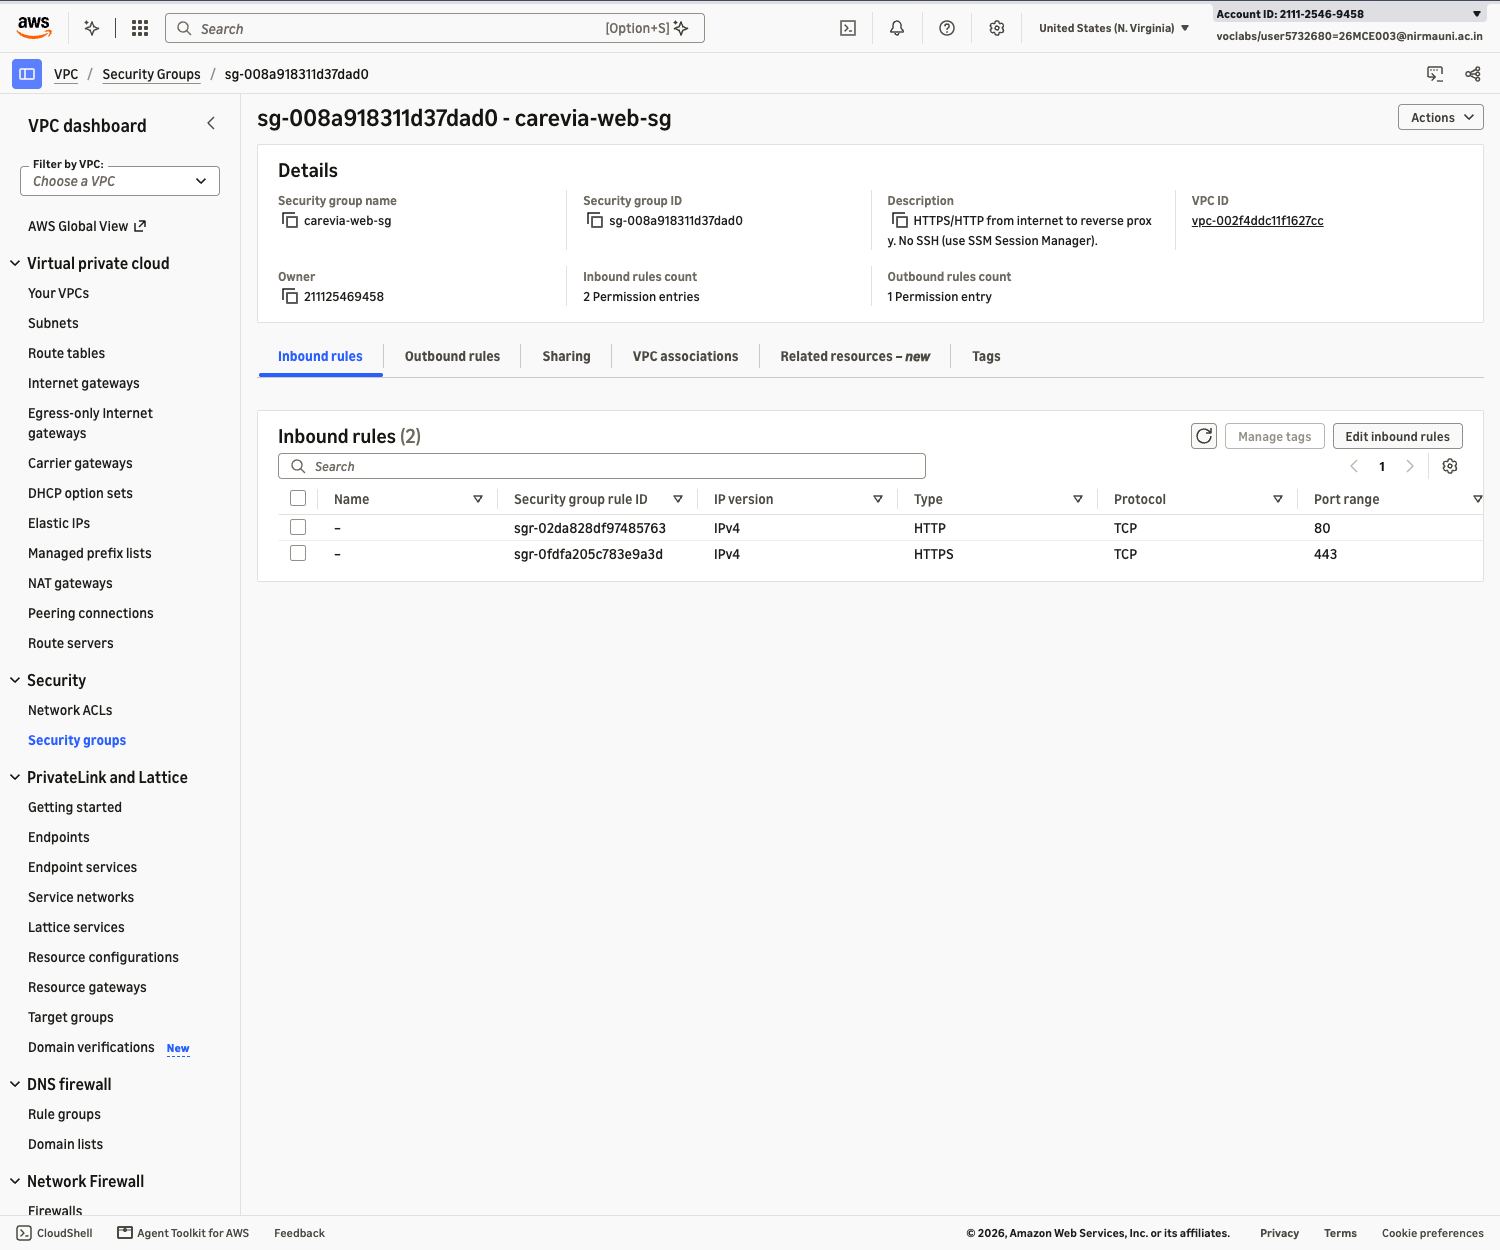 aws
Search
[Option+S]
United States (N. Virginia)
Account ID: 2111-2546-9458
voclabs/user5732680=26MCE003@nirmauni.ac.in
VPC / Security Groups / sg-008a918311d37dad0
VPC dashboard
Filter by VPC:
Choose a VPC
AWS Global View
Virtual private cloud
Your VPCs
Subnets
Route tables
Internet gateways
Egress-only Internet
gateways
Carrier gateways
DHCP option sets
Elastic IPs
Managed prefix lists
NAT gateways
Peering connections
Route servers
Security
Network ACLs
Security groups
PrivateLink and Lattice
Getting started
Endpoints
Endpoint services
Service networks
Lattice services
Resource configurations
Resource gateways
Target groups
Domain verifications New
DNS firewall
Rule groups
Domain lists
Network Firewall
Firewalls
sg-008a918311d37dad0 - carevia-web-sg
Actions
Details
Security group name
carevia-web-sg
Security group ID
sg-008a918311d37dad0
Description
HTTPS/HTTP from internet to reverse prox
y. No SSH (use SSM Session Manager).
VPC ID
vpc-002f4ddc11f1627cc
Owner
211125469458
Inbound rules count
2 Permission entries
Outbound rules count
1 Permission entry
Inbound rules Outbound rules Sharing VPC associations Related resources – new Tags
Inbound rules (2)
Manage tags
Edit inbound rules
Search
1
Name Security group rule ID IP version Type Protocol Port range
– sgr-02da828df97485763 IPv4 HTTP TCP 80
– sgr-0fdfa205c783e9a3d IPv4 HTTPS TCP 443
CloudShell Agent Toolkit for AWS Feedback
© 2026, Amazon Web Services, Inc. or its affiliates. Privacy Terms Cookie preferences